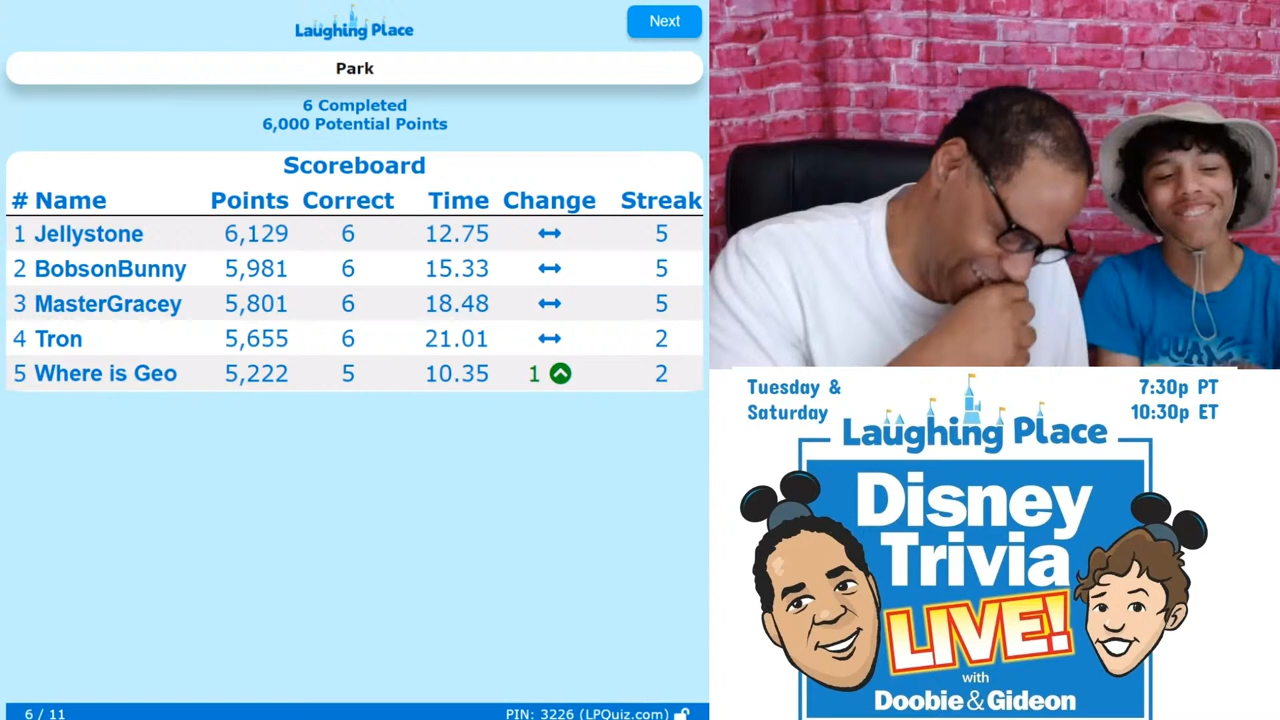 Laughing Place
Next
Park
6 Completed
6,000 Potential Points
Scoreboard
# Name Points Correct Time Change Streak
1 Jellystone 6,129 6 12.75 5
2 BobsonBunny 5,981 6 15.33 5
3 MasterGracey 5,801 6 18.48 5
4 Tron 5,655 6 21.01 2
5 Where is Geo 5,222 5 10.35 1 2
6 / 11
PIN: 3226 (LPQuiz.com)
Tuesday &
Saturday
7:30p PT
10:30p ET
Laughing Place
Disney
Trivia
LIVE!
with
Doobie & Gideon